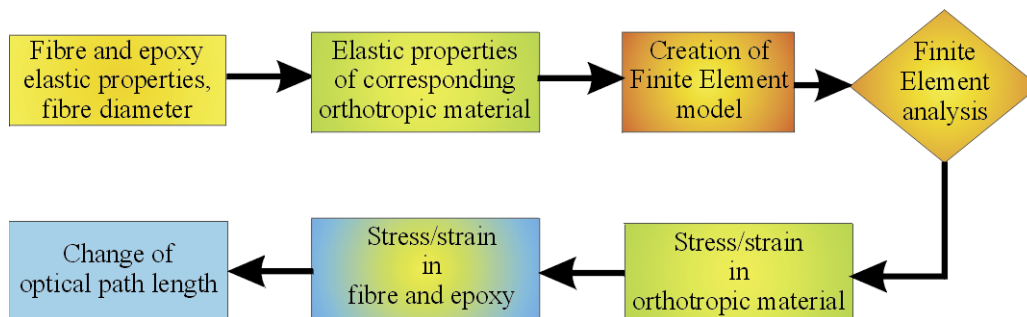 Fibre and epoxy
elastic properties,
fibre diameter
Elastic properties
of corresponding
orthotropic material
Creation of
Finite Element
model
Finite
Element
analysis
Stress/strain
in
orthotropic material
Stress/strain
in
fibre and epoxy
Change of
optical path length